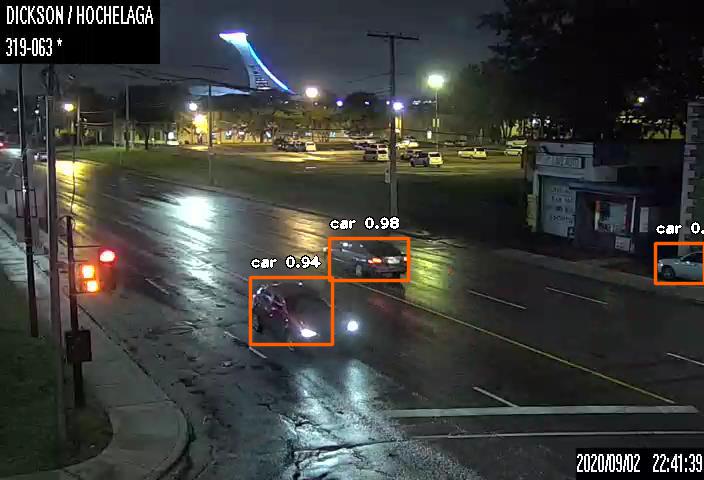 DICKSON / HOCHELAGA
319-063 *
car 0.98
car 0.94
car 0.
2020/09/02 22:41:39